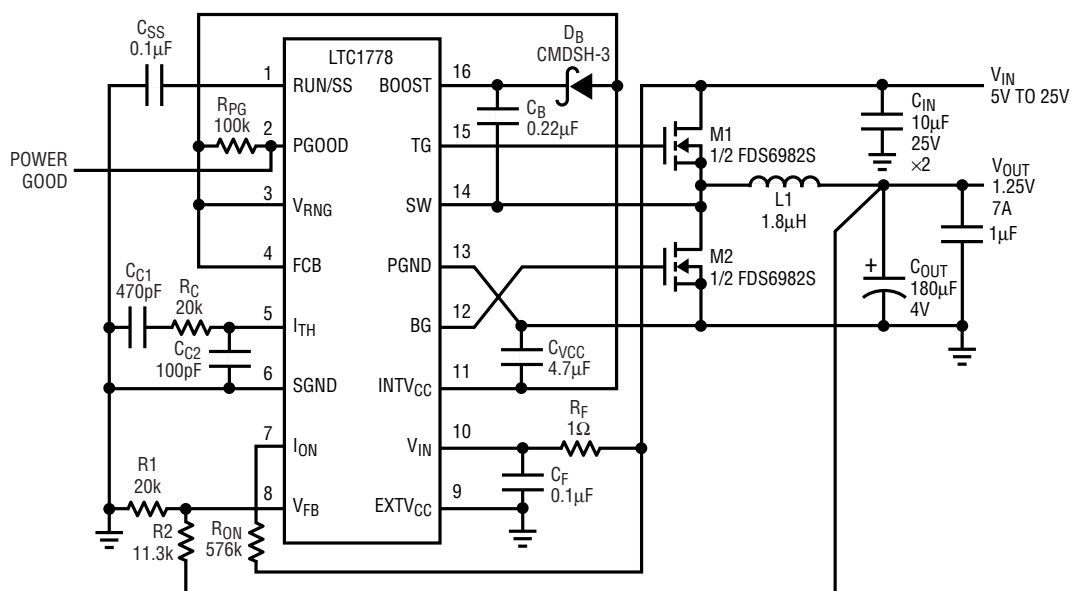 LTC1778
C_SS
0.1µF
1
RUN/SS
R_PG
100k
2
PGOOD
POWER
GOOD
3
V_RNG
4
FCB
C_C1
470pF
R_C
20k
5
I_TH
C_C2
100pF
6
SGND
7
I_ON
R1
20k
8
V_FB
R2
11.3k
R_ON
576k
BOOST
16
D_B
CMDSH-3
C_B
0.22µF
TG
15
M1
1/2 FDS6982S
SW
14
L1
1.8µH
PGND
13
M2
1/2 FDS6982S
BG
12
C_VCC
4.7µF
INTV_CC
11
R_F
1Ω
V_IN
10
C_F
0.1µF
EXTV_CC
9
V_IN
5V TO 25V
C_IN
10µF
25V
×2
V_OUT
1.25V
7A
1µF
+
C_OUT
180µF
4V